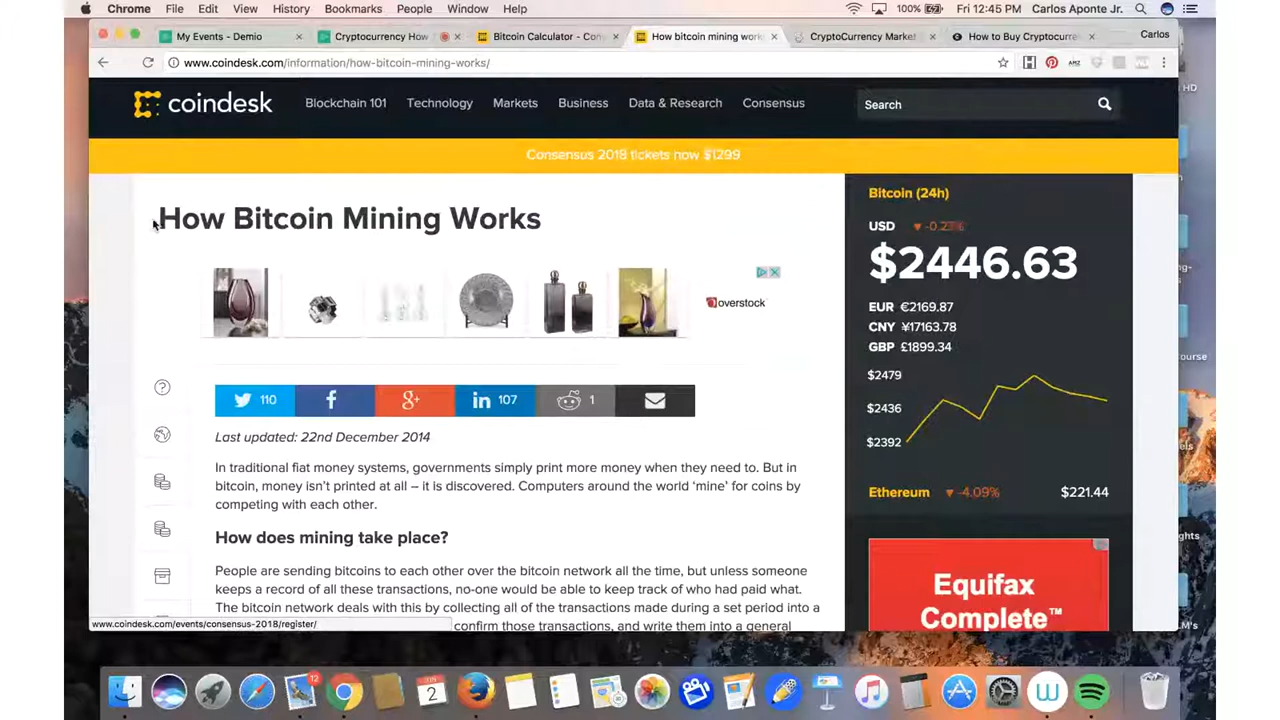 Chrome File Edit View History Bookmarks People Window Help 100% Fri 12:45 PM Carlos Aponte Jr.
My Events - Demio
Cryptocurrency How
Bitcoin Calculator - Con
How bitcoin mining work
CryptoCurrency Market
How to Buy Cryptocurre
Carlos
www.coindesk.com/information/how-bitcoin-mining-works/
coindesk Blockchain 101 Technology Markets Business Data & Research Consensus Search
Consensus 2018 tickets now $1299
How Bitcoin Mining Works
overstock
110 107 1
Last updated: 22nd December 2014
In traditional fiat money systems, governments simply print more money when they need to. But in
bitcoin, money isn't printed at all – it is discovered. Computers around the world 'mine' for coins by
competing with each other.
How does mining take place?
People are sending bitcoins to each other over the bitcoin network all the time, but unless someone
keeps a record of all these transactions, no-one would be able to keep track of who had paid what.
The bitcoin network deals with this by collecting all of the transactions made during a set period into a
confirm those transactions, and write them into a general
www.coindesk.com/events/consensus-2018/register/
Bitcoin (24h)
USD -0.23%
$2446.63
EUR €2169.87
CNY ¥17163.78
GBP £1899.34
$2479
$2436
$2392
Ethereum -4.09% $221.44
Equifax
Complete™
HD
Course
ights
LM's
12
JUN
2